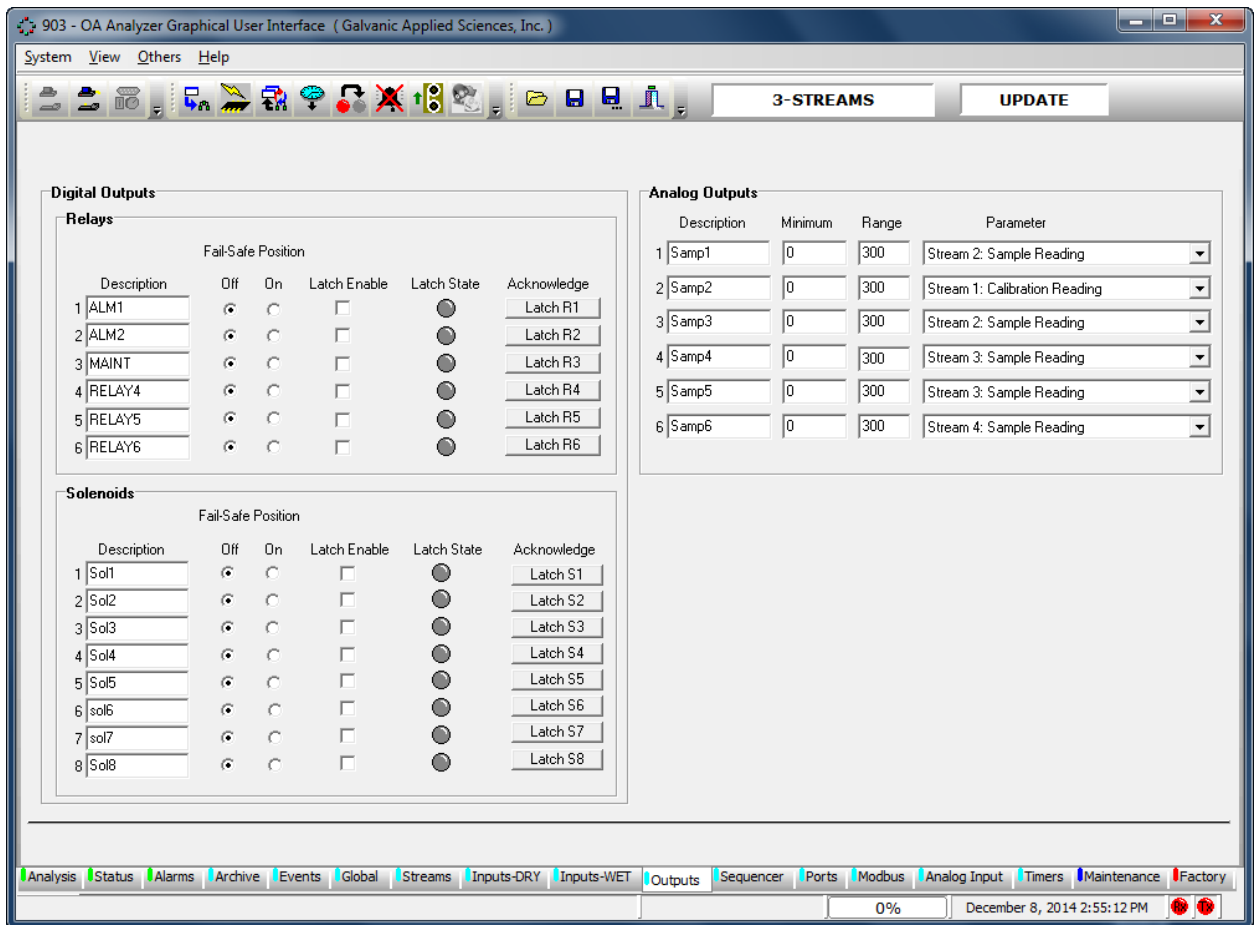 903 - OA Analyzer Graphical User Interface ( Galvanic Applied Sciences, Inc. )
System View Others Help
3-STREAMS UPDATE
Digital Outputs
Relays
Fail-Safe Position
Description Off On Latch Enable Latch State Acknowledge
1 ALM1 Latch R1
2 ALM2 Latch R2
3 MAINT Latch R3
4 RELAY4 Latch R4
5 RELAY5 Latch R5
6 RELAY6 Latch R6
Solenoids
Fail-Safe Position
Description Off On Latch Enable Latch State Acknowledge
1 Sol1 Latch S1
2 Sol2 Latch S2
3 Sol3 Latch S3
4 Sol4 Latch S4
5 Sol5 Latch S5
6 sol6 Latch S6
7 sol7 Latch S7
8 Sol8 Latch S8
Analog Outputs
Description Minimum Range Parameter
1 Samp1 0 300 Stream 2: Sample Reading
2 Samp2 0 300 Stream 1: Calibration Reading
3 Samp3 0 300 Stream 2: Sample Reading
4 Samp4 0 300 Stream 3: Sample Reading
5 Samp5 0 300 Stream 3: Sample Reading
6 Samp6 0 300 Stream 4: Sample Reading
Analysis Status Alarms Archive Events Global Streams Inputs-DRY Inputs-WET Outputs Sequencer Ports Modbus Analog Input Timers Maintenance Factory
0% December 8, 2014 2:55:12 PM Rx Tx